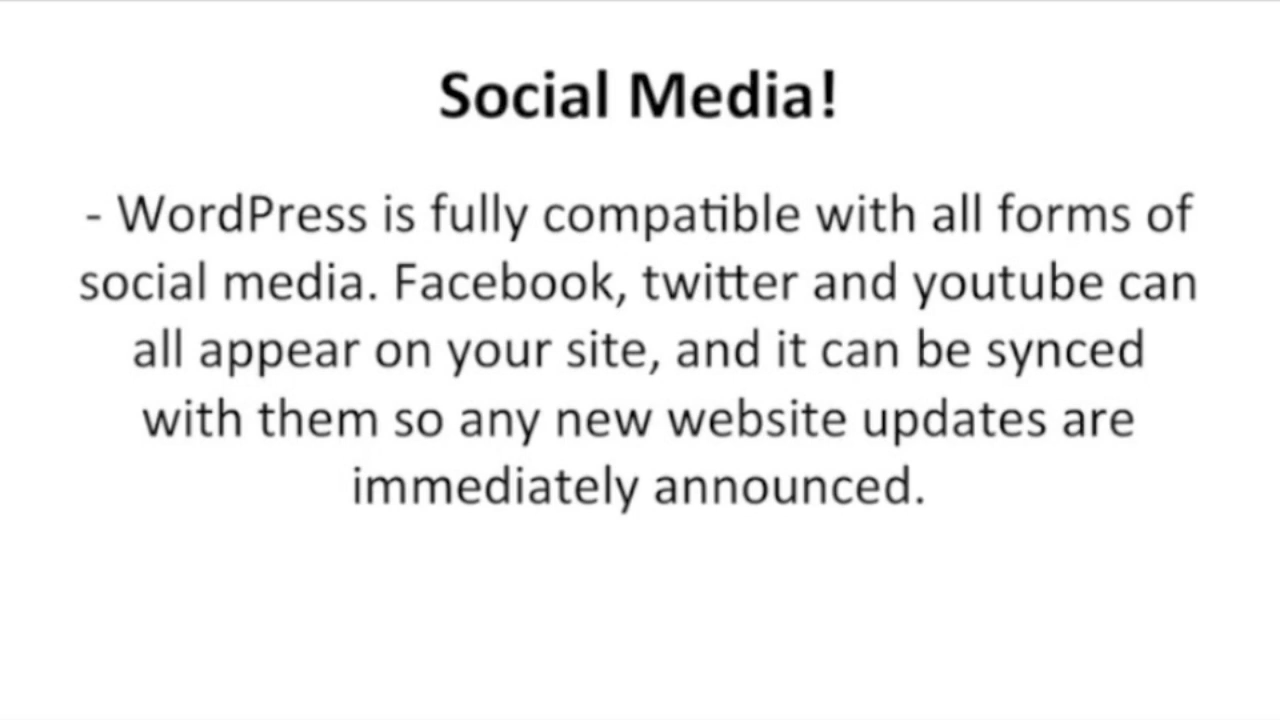 Social Media!
- WordPress is fully compatible with all forms of
social media. Facebook, twitter and youtube can
all appear on your site, and it can be synced
with them so any new website updates are
immediately announced.